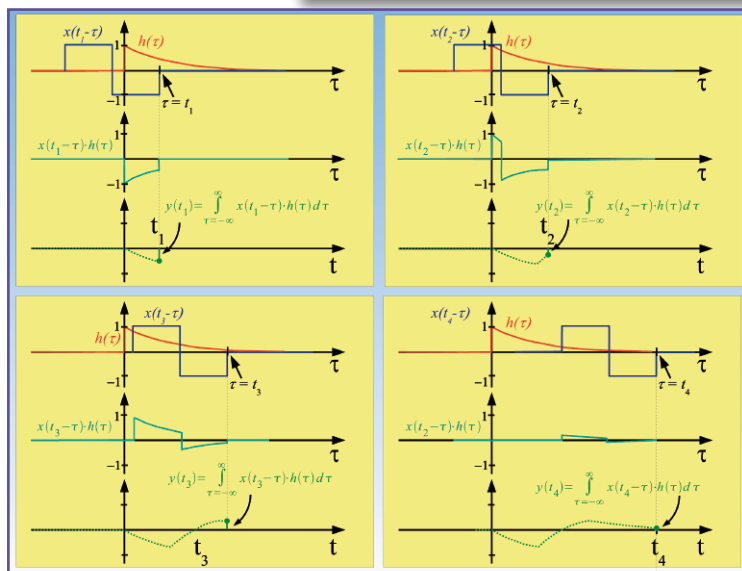 x(t₁-τ)
h(τ)
1
τ
−1
τ = t₁
x(t₁−τ)·h(τ)
1
−1
y(t₁)= ∫ x(t₁−τ)·h(τ)dτ
∞
τ=−∞
t₁
t
x(t₂-τ)
h(τ)
1
τ
−1
τ = t₂
x(t₂−τ)·h(τ)
1
−1
y(t₂)= ∫ x(t₂−τ)·h(τ)dτ
∞
τ=−∞
t₂
t
x(t₃-τ)
h(τ)
1
τ
−1
τ = t₃
x(t₃−τ)·h(τ)
1
−1
y(t₃)= ∫ x(t₃−τ)·h(τ)dτ
∞
τ=−∞
t₃
t
x(t₄-τ)
h(τ)
1
τ
−1
τ = t₄
x(t₂−τ)·h(τ)
1
−1
y(t₄)= ∫ x(t₄−τ)·h(τ)dτ
∞
τ=−∞
t₄
t